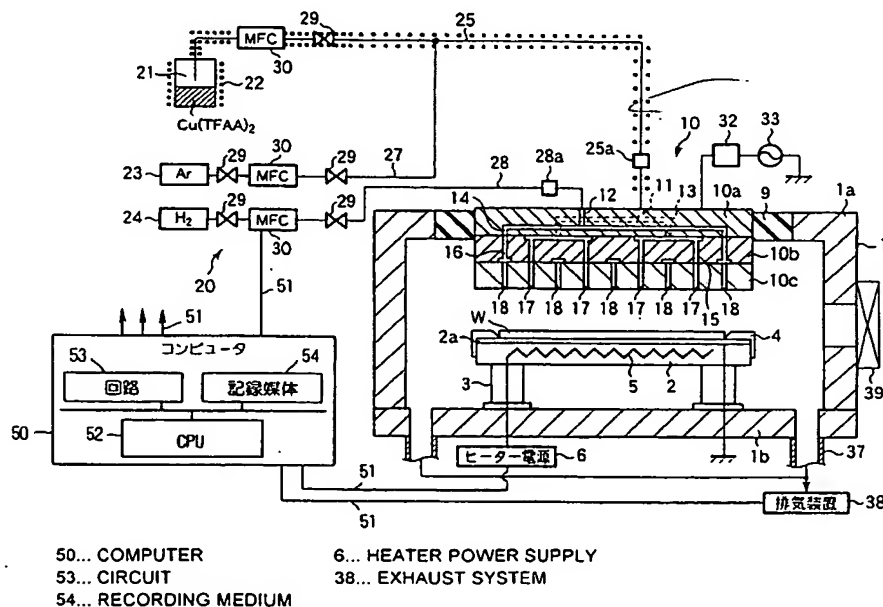 29
25
MFC
30
21
22
Cu(TFAA)2
10
32
33
29
30
29
25a
23
Ar
MFC
27
28
28a
12
11
13
10a
9
1a
24
H2
29
MFC
29
14
30
16
10b
10c
20
51
18 17 18 18 17 18 18 17 15 18
51
W
2a
4
コンピュータ
53
54
回路
記録媒体
3
5
2
39
50
52
CPU
51
ヒーター電源
6
1b
37
51
排気装置
38
50... COMPUTER
6... HEATER POWER SUPPLY
53... CIRCUIT
38... EXHAUST SYSTEM
54... RECORDING MEDIUM